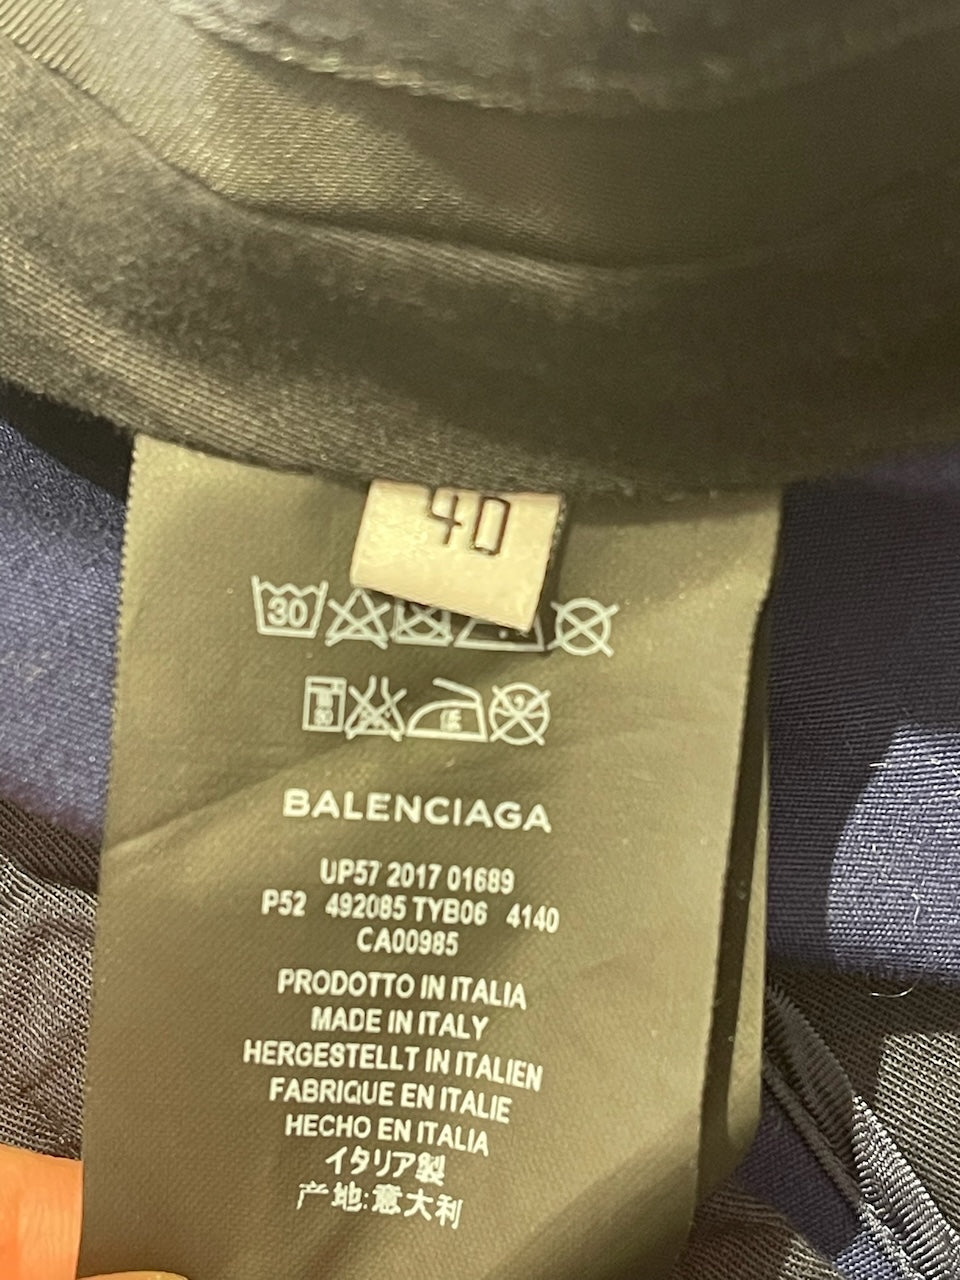 40
30
BALENCIAGA
UP57 2017 01689
P52 492085 TYB06 4140
CA00985
PRODOTTO IN ITALIA
MADE IN ITALY
HERGESTELLT IN ITALIEN
FABRIQUE EN ITALIE
HECHO EN ITALIA
イタリア製
产地:意大利